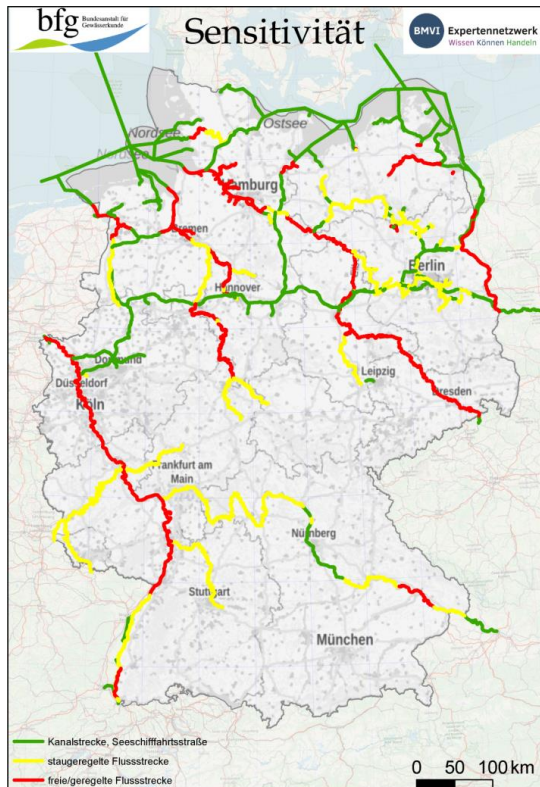 bfg Bundesanstalt für
Gewässerkunde
Sensitivität
BMVI Expertennetzwerk
Wissen Können Handeln
Nordsee
Ostsee
Nordsee
Hamburg
Bremen
Berlin
Hannover
Dortmund
Düsseldorf
Leipzig
Dresden
Köln
Frankfurt am
Main
Nürnberg
Stuttgart
München
Kanalstrecke, Seeschifffahrtsstraße
staugeregelte Flussstrecke
freie/geregelte Flussstrecke
0 50 100 km